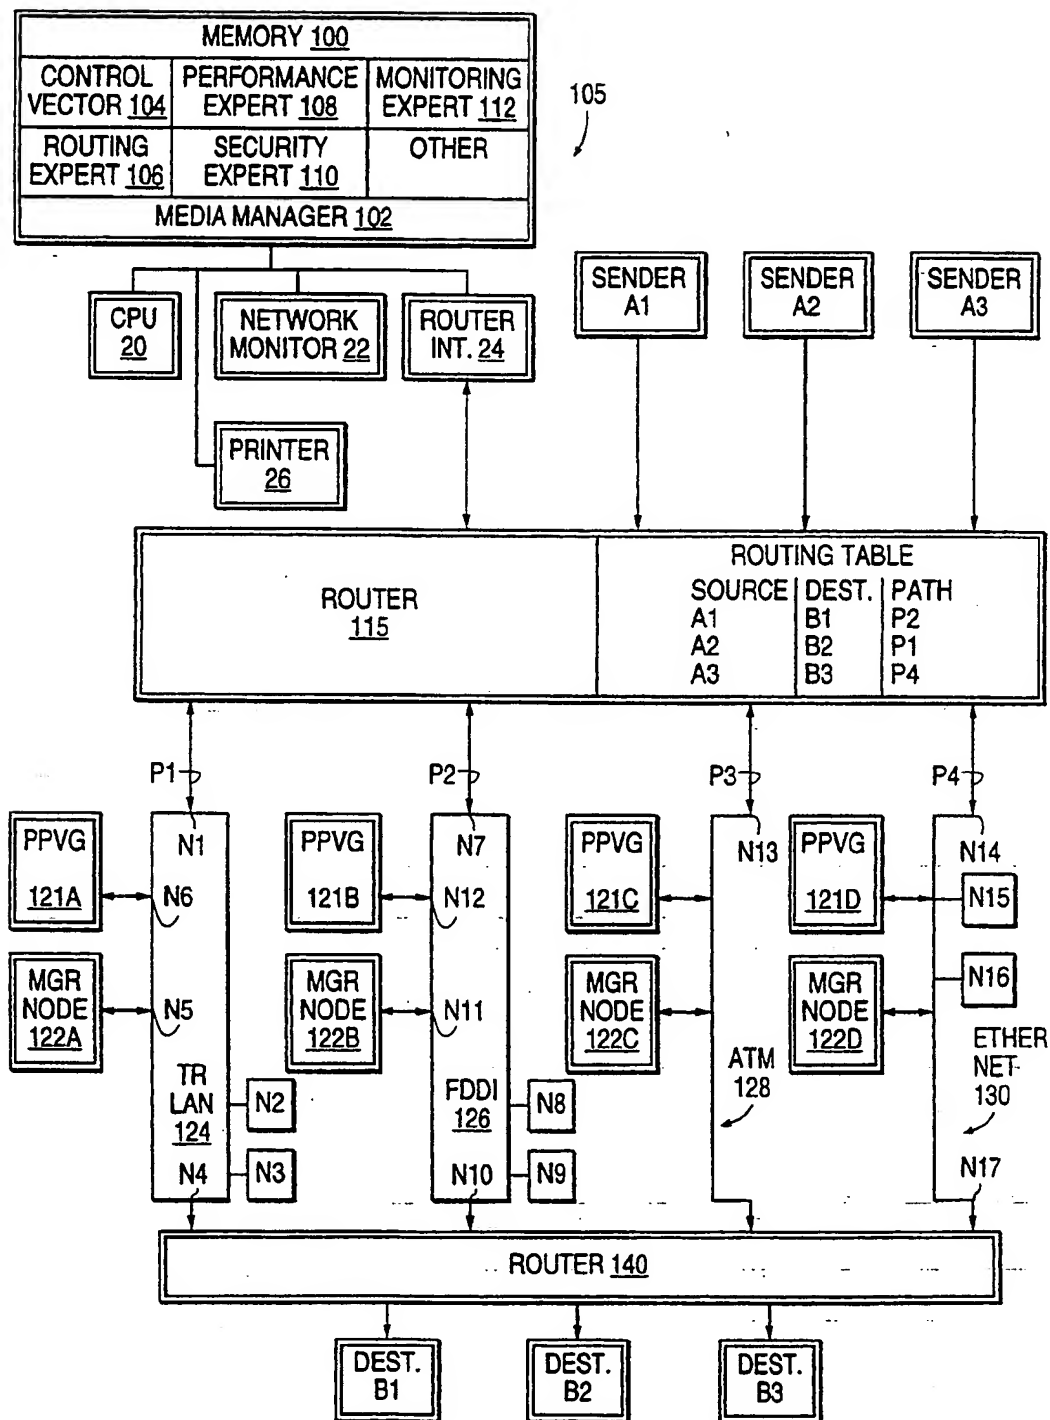 MEMORY 100
CONTROL
VECTOR 104
PERFORMANCE
EXPERT 108
MONITORING
EXPERT 112
ROUTING
EXPERT 106
SECURITY
EXPERT 110
OTHER
MEDIA MANAGER 102
105
CPU
20
NETWORK
MONITOR 22
ROUTER
INT. 24
PRINTER
26
SENDER
A1
SENDER
A2
SENDER
A3
ROUTER
115
ROUTING TABLE
SOURCE DEST. PATH
A1 B1 P2
A2 B2 P1
A3 B3 P4
P1
P2
P3
P4
PPVG
121A
MGR
NODE
122A
N1
N6
N5
TR
LAN
124
N4
N2
N3
PPVG
121B
MGR
NODE
122B
N7
N12
N11
FDDI
126
N10
N8
N9
PPVG
121C
MGR
NODE
122C
N13
ATM
128
PPVG
121D
MGR
NODE
122D
N14
N15
N16
ETHER
NET
130
N17
ROUTER 140
DEST.
B1
DEST.
B2
DEST.
B3